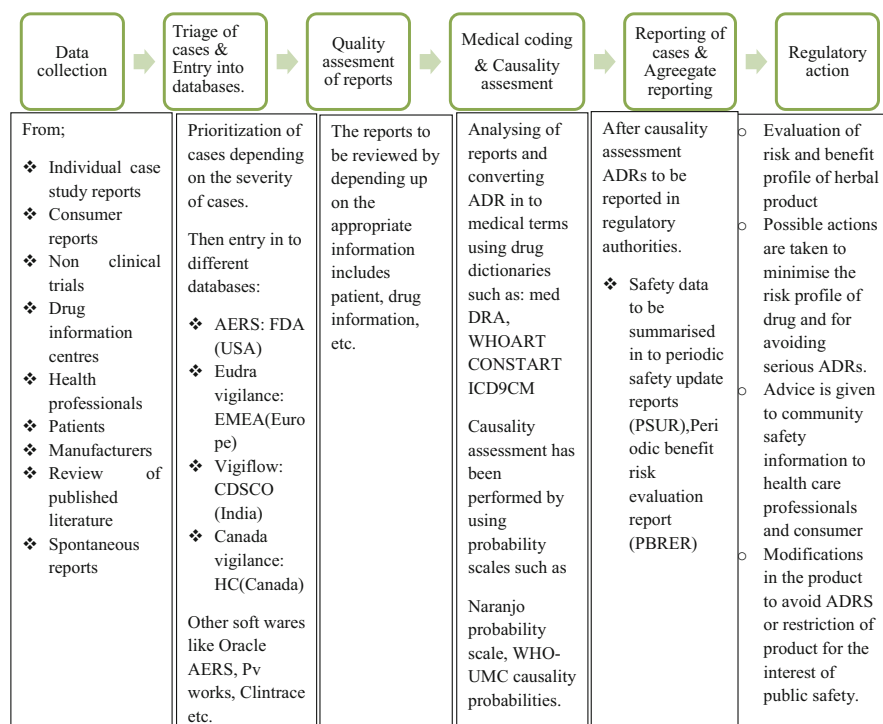 Data
collection
Triage of
cases &
Entry into
databases.
Quality
assesment
of reports
Medical coding
& Causality
assesment
Reporting of
cases &
Agreegate
reporting
Regulatory
action
From;
❖ Individual case
study reports
❖ Consumer
reports
❖ Non clinical
trials
❖ Drug
information
centres
❖ Health
professionals
❖ Patients
❖ Manufacturers
❖ Review of
published
literature
❖ Spontaneous
reports
Prioritization of
cases depending
on the severity
of cases.
Then entry in to
different
databases:
❖ AERS: FDA
(USA)
❖ Eudra
vigilance:
EMEA(Euro
pe)
❖ Vigiflow:
CDSCO
(India)
❖ Canada
vigilance:
HC(Canada)
Other soft wares
like Oracle
AERS, Pv
works, Clintrace
etc.
The reports to
be reviewed by
depending up
on the
appropriate
information
includes
patient, drug
information,
etc.
Analysing of
reports and
converting
ADR in to
medical terms
using drug
dictionaries
such as: med
DRA,
WHOART
CONSTART
ICD9CM
Causality
assessment has
been
performed by
using
probability
scales such as
Naranjo
probability
scale, WHO-
UMC causality
probabilities.
After causality
assessment
ADRs to be
reported in
regulatory
authorities.
❖ Safety data
to be
summarised
in to periodic
safety update
reports
(PSUR),Peri
odic benefit
risk
evaluation
report
(PBRER)
o Evaluation of
risk and benefit
profile of herbal
product
o Possible actions
are taken to
minimise the
risk profile of
drug and for
avoiding
serious ADRs.
o Advice is given
to community
safety
information to
health care
professionals
and consumer
o Modifications
in the product
to avoid ADRS
or restriction of
product for the
interest of
public safety.